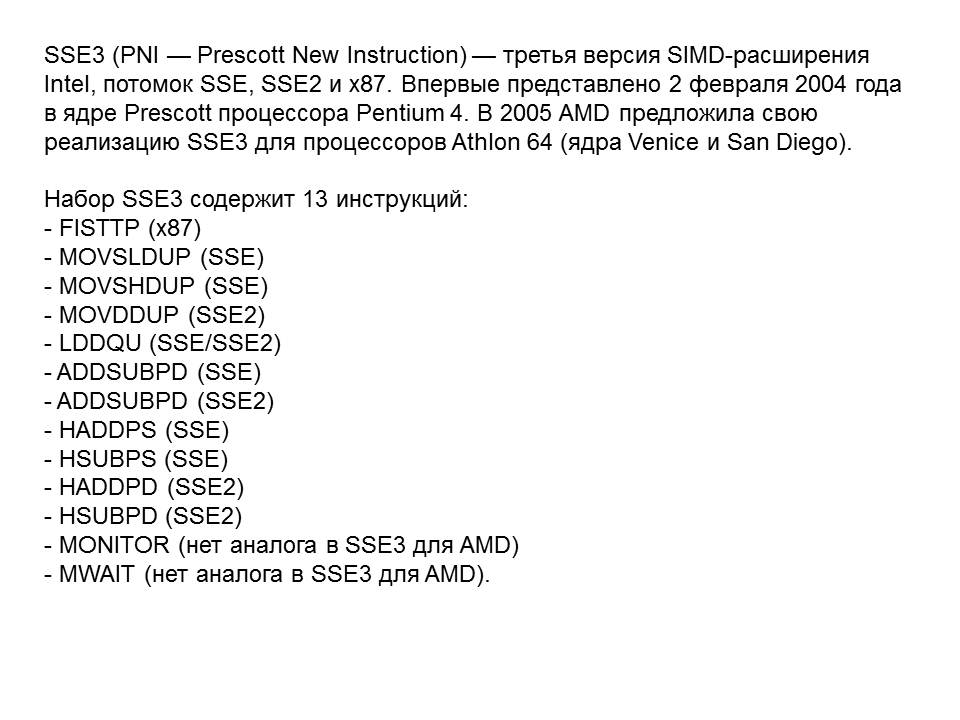 SSE3 (PNI — Prescott New Instruction) — третья версия SIMD-расширения
Intel, потомок SSE, SSE2 и x87. Впервые представлено 2 февраля 2004 года
в ядре Prescott процессора Pentium 4. В 2005 AMD предложила свою
реализацию SSE3 для процессоров Athlon 64 (ядра Venice и San Diego).
Набор SSE3 содержит 13 инструкций:
- FISTTP (x87)
- MOVSLDUP (SSE)
- MOVSHDUP (SSE)
- MOVDDUP (SSE2)
- LDDQU (SSE/SSE2)
- ADDSUBPD (SSE)
- ADDSUBPD (SSE2)
- HADDPS (SSE)
- HSUBPS (SSE)
- HADDPD (SSE2)
- HSUBPD (SSE2)
- MONITOR (нет аналога в SSE3 для AMD)
- MWAIT (нет аналога в SSE3 для AMD).